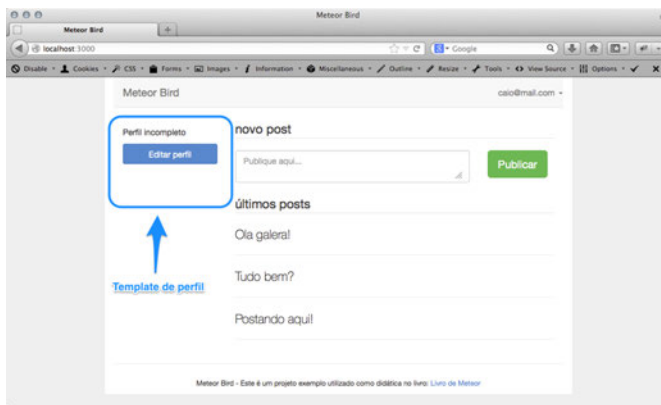 Meteor Bird
Meteor Bird
localhost:3000
Google
Disable Cookies CSS Forms Images Information Miscellaneous Outline Resize Tools View Source Options
Meteor Bird
caio@mail.com
Perfil incompleto
Editar perfil
novo post
Publique aqui...
Publicar
últimos posts
Ola galera!
Tudo bem?
Template de perfil
Postando aqui!
Meteor Bird - Este é um projeto exemplo utilizado como didática no livro: Livro de Meteor